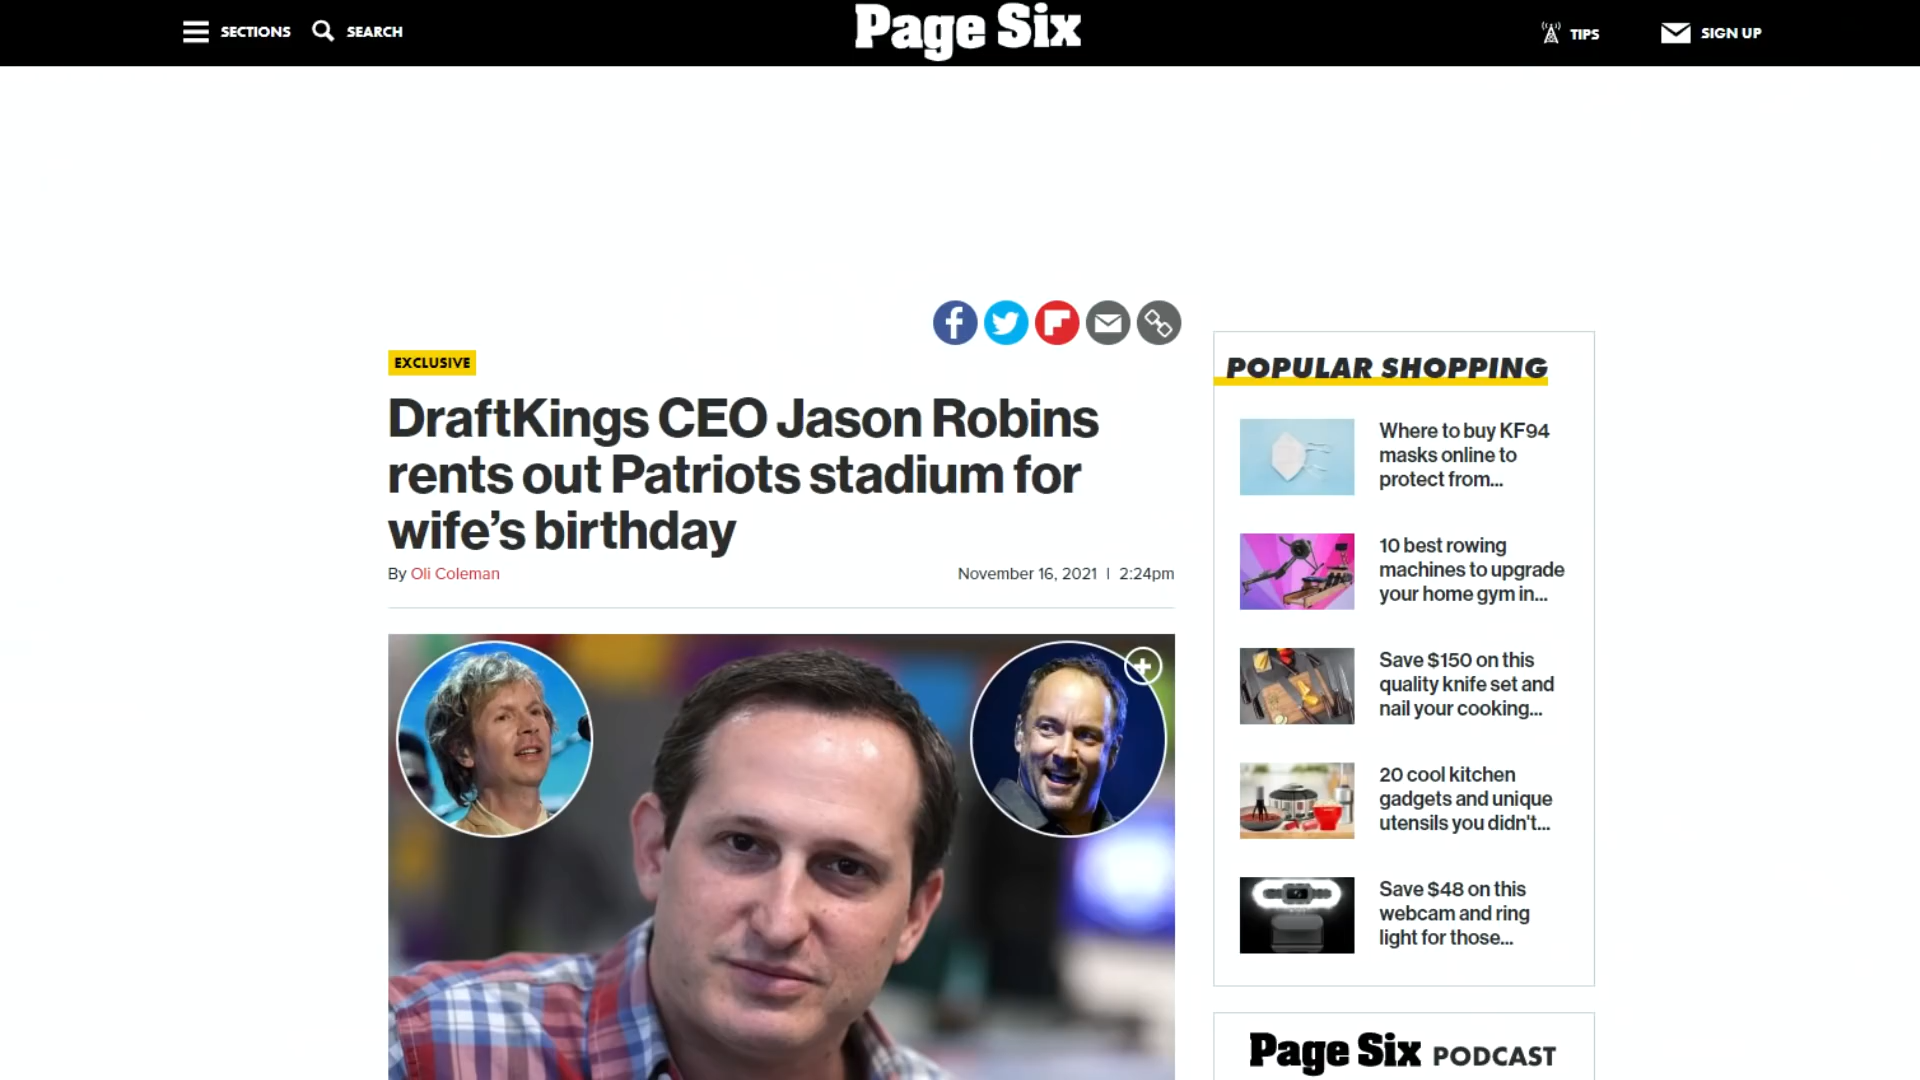 SECTIONS
SEARCH
Page Six
TIPS
SIGN UP
EXCLUSIVE
DraftKings CEO Jason Robins
rents out Patriots stadium for
wife’s birthday
By Oli Coleman
November 16, 2021 | 2:24pm
POPULAR SHOPPING
Where to buy KF94
masks online to
protect from...
10 best rowing
machines to upgrade
your home gym in...
Save $150 on this
quality knife set and
nail your cooking...
20 cool kitchen
gadgets and unique
utensils you didn't...
Save $48 on this
webcam and ring
light for those...
Page Six PODCAST